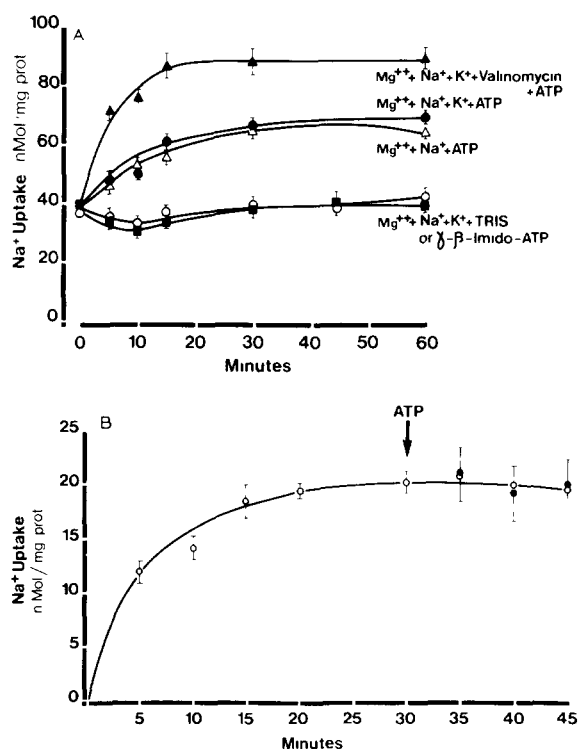 A
100
80
60
40
20
0
Na⁺ Uptake nMol/mg prot
Mg⁺⁺+ Na⁺+K⁺+Valinomycin
+ATP
Mg⁺⁺+ Na⁺+K⁺+ATP
Mg⁺⁺+ Na⁺+ATP
Mg⁺⁺+ Na⁺+K⁺+TRIS
or ɣ-β-Imido-ATP
0 10 20 30 40 50 60
Minutes
B
ATP
25
20
15
10
5
0
Na⁺ Uptake
n Mol/mg prot
5 10 15 20 25 30 35 40 45
Minutes